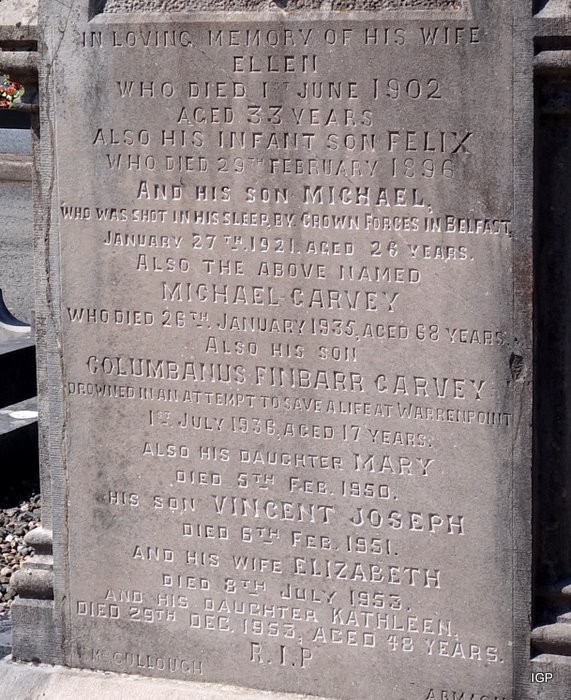 IN LOVING MEMORY OF HIS WIFE
ELLEN
WHO DIED 1ST JUNE 1902
AGED 33 YEARS
ALSO HIS INFANT SON FELIX
WHO DIED 29TH FEBRUARY 1896
AND HIS SON MICHAEL,
WHO WAS SHOT IN HIS SLEEP, BY CROWN FORCES IN BELFAST,
JANUARY 27TH, 1921. AGED 26 YEARS.
ALSO THE ABOVE NAMED
MICHAEL GARVEY
WHO DIED 26TH JANUARY 1935, AGED 68 YEARS.
ALSO HIS SON
COLUMBANUS FINBARR GARVEY
DROWNED IN AN ATTEMPT TO SAVE A LIFE AT WARRENPOINT
1ST JULY 1936, AGED 17 YEARS.
ALSO HIS DAUGHTER MARY
DIED 5TH FEB. 1950.
HIS SON VINCENT JOSEPH
DIED 6TH FEB. 1951.
AND HIS WIFE ELIZABETH
DIED 8TH JULY 1953.
AND HIS DAUGHTER KATHLEEN,
DIED 29TH DEC. 1953, AGED 48 YEARS.
R.I.P
MCCULLOUGH
ARMAGH
IGP